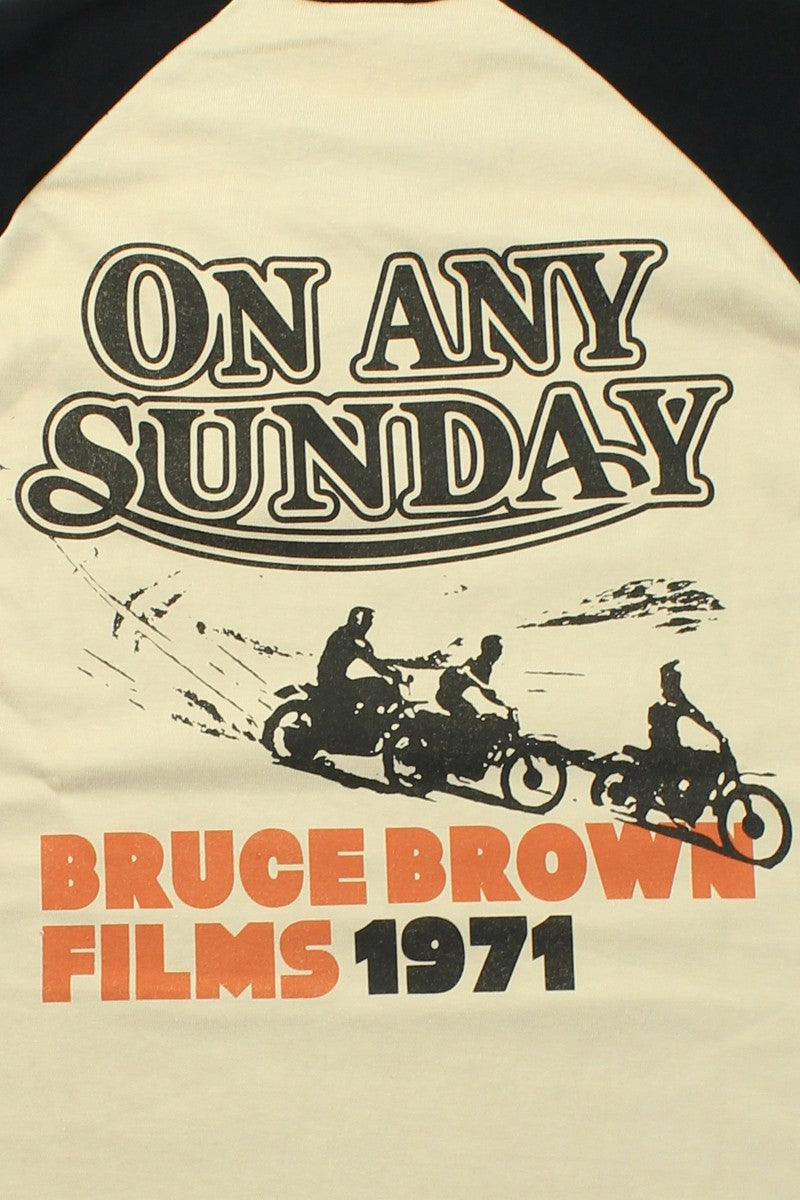 ON ANY
SUNDAY
BRUCE BROWN
FILMS 1971